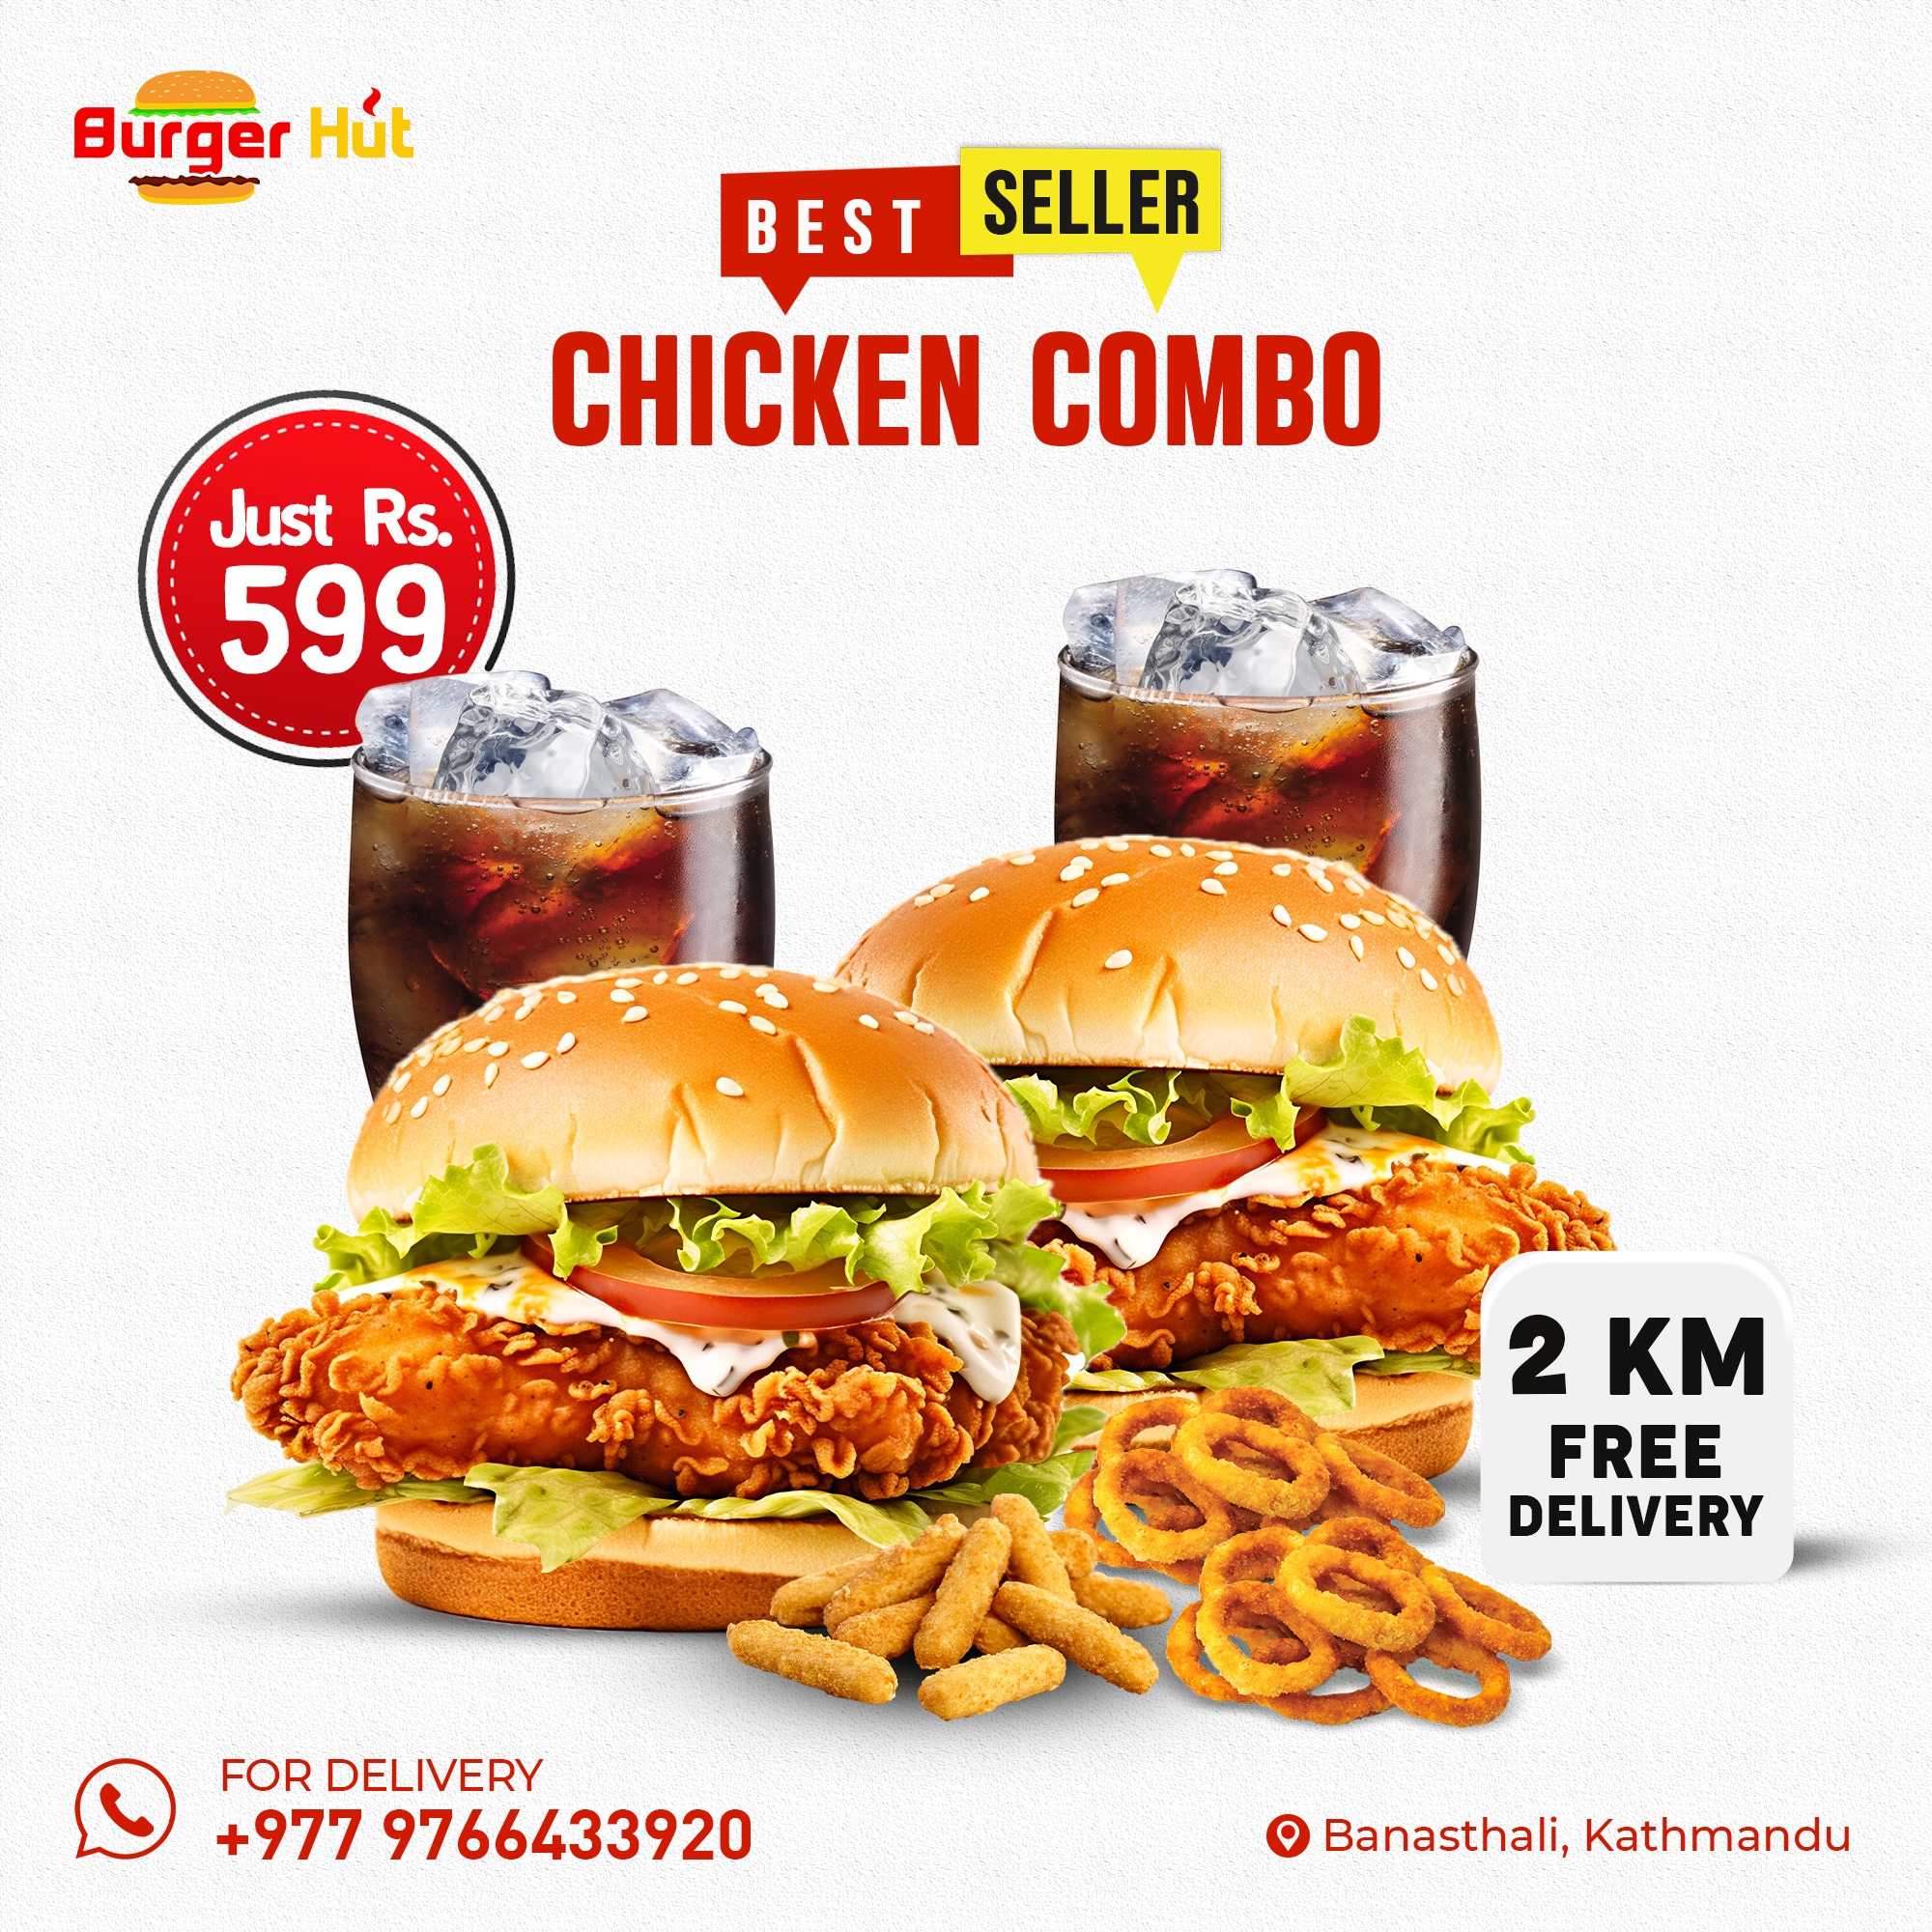 Burger Hut
BEST SELLER
CHICKEN COMBO
Just Rs.
599
2 KM
FREE
DELIVERY
FOR DELIVERY
+977 9766433920
Banasthali, Kathmandu